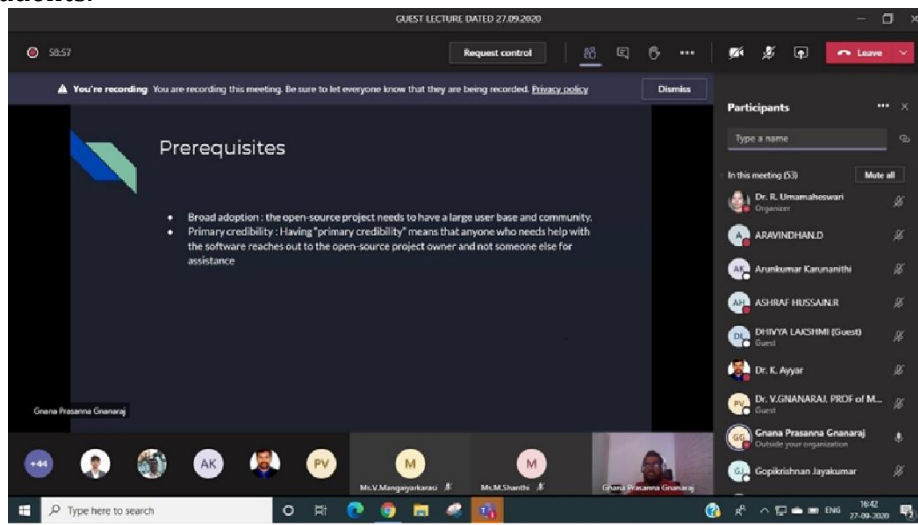 GUEST LECTURE DATED 27.09.2020
58:57
Request control
Leave
You're recording You are recording this meeting. Be sure to let everyone know that they are being recorded. Privacy policy
Dismiss
Prerequisites
Broad adoption : the open-source project needs to have a large user base and community.
Primary credibility : Having "primary credibility" means that anyone who needs help with
the software reaches out to the open-source project owner and not someone else for
assistance
Gnana Prasanna Gnanaraj
+44
AK
PV
M
Ms.V.Mangaiyarkarasi
M
Ms.M.Shanthi
Gnana Prasanna Gnanaraj
Participants
Type a name
In this meeting (53)
Mute all
Dr. R. Umamaheswari
Organizer
A
ARAVINDHAN.D
AK
Arunkumar Karunanithi
AH
ASHRAF HUSSAIN.R
DL
DHIVYA LAKSHMI (Guest)
Guest
Dr. K. Ayyar
PV
Dr. V.GNANARAJ, PROF of M...
Guest
GG
Gnana Prasanna Gnanaraj
Outside your organization
GJ
Gopikrishnan Jayakumar
Type here to search
ENG
16:42
27-09-2020